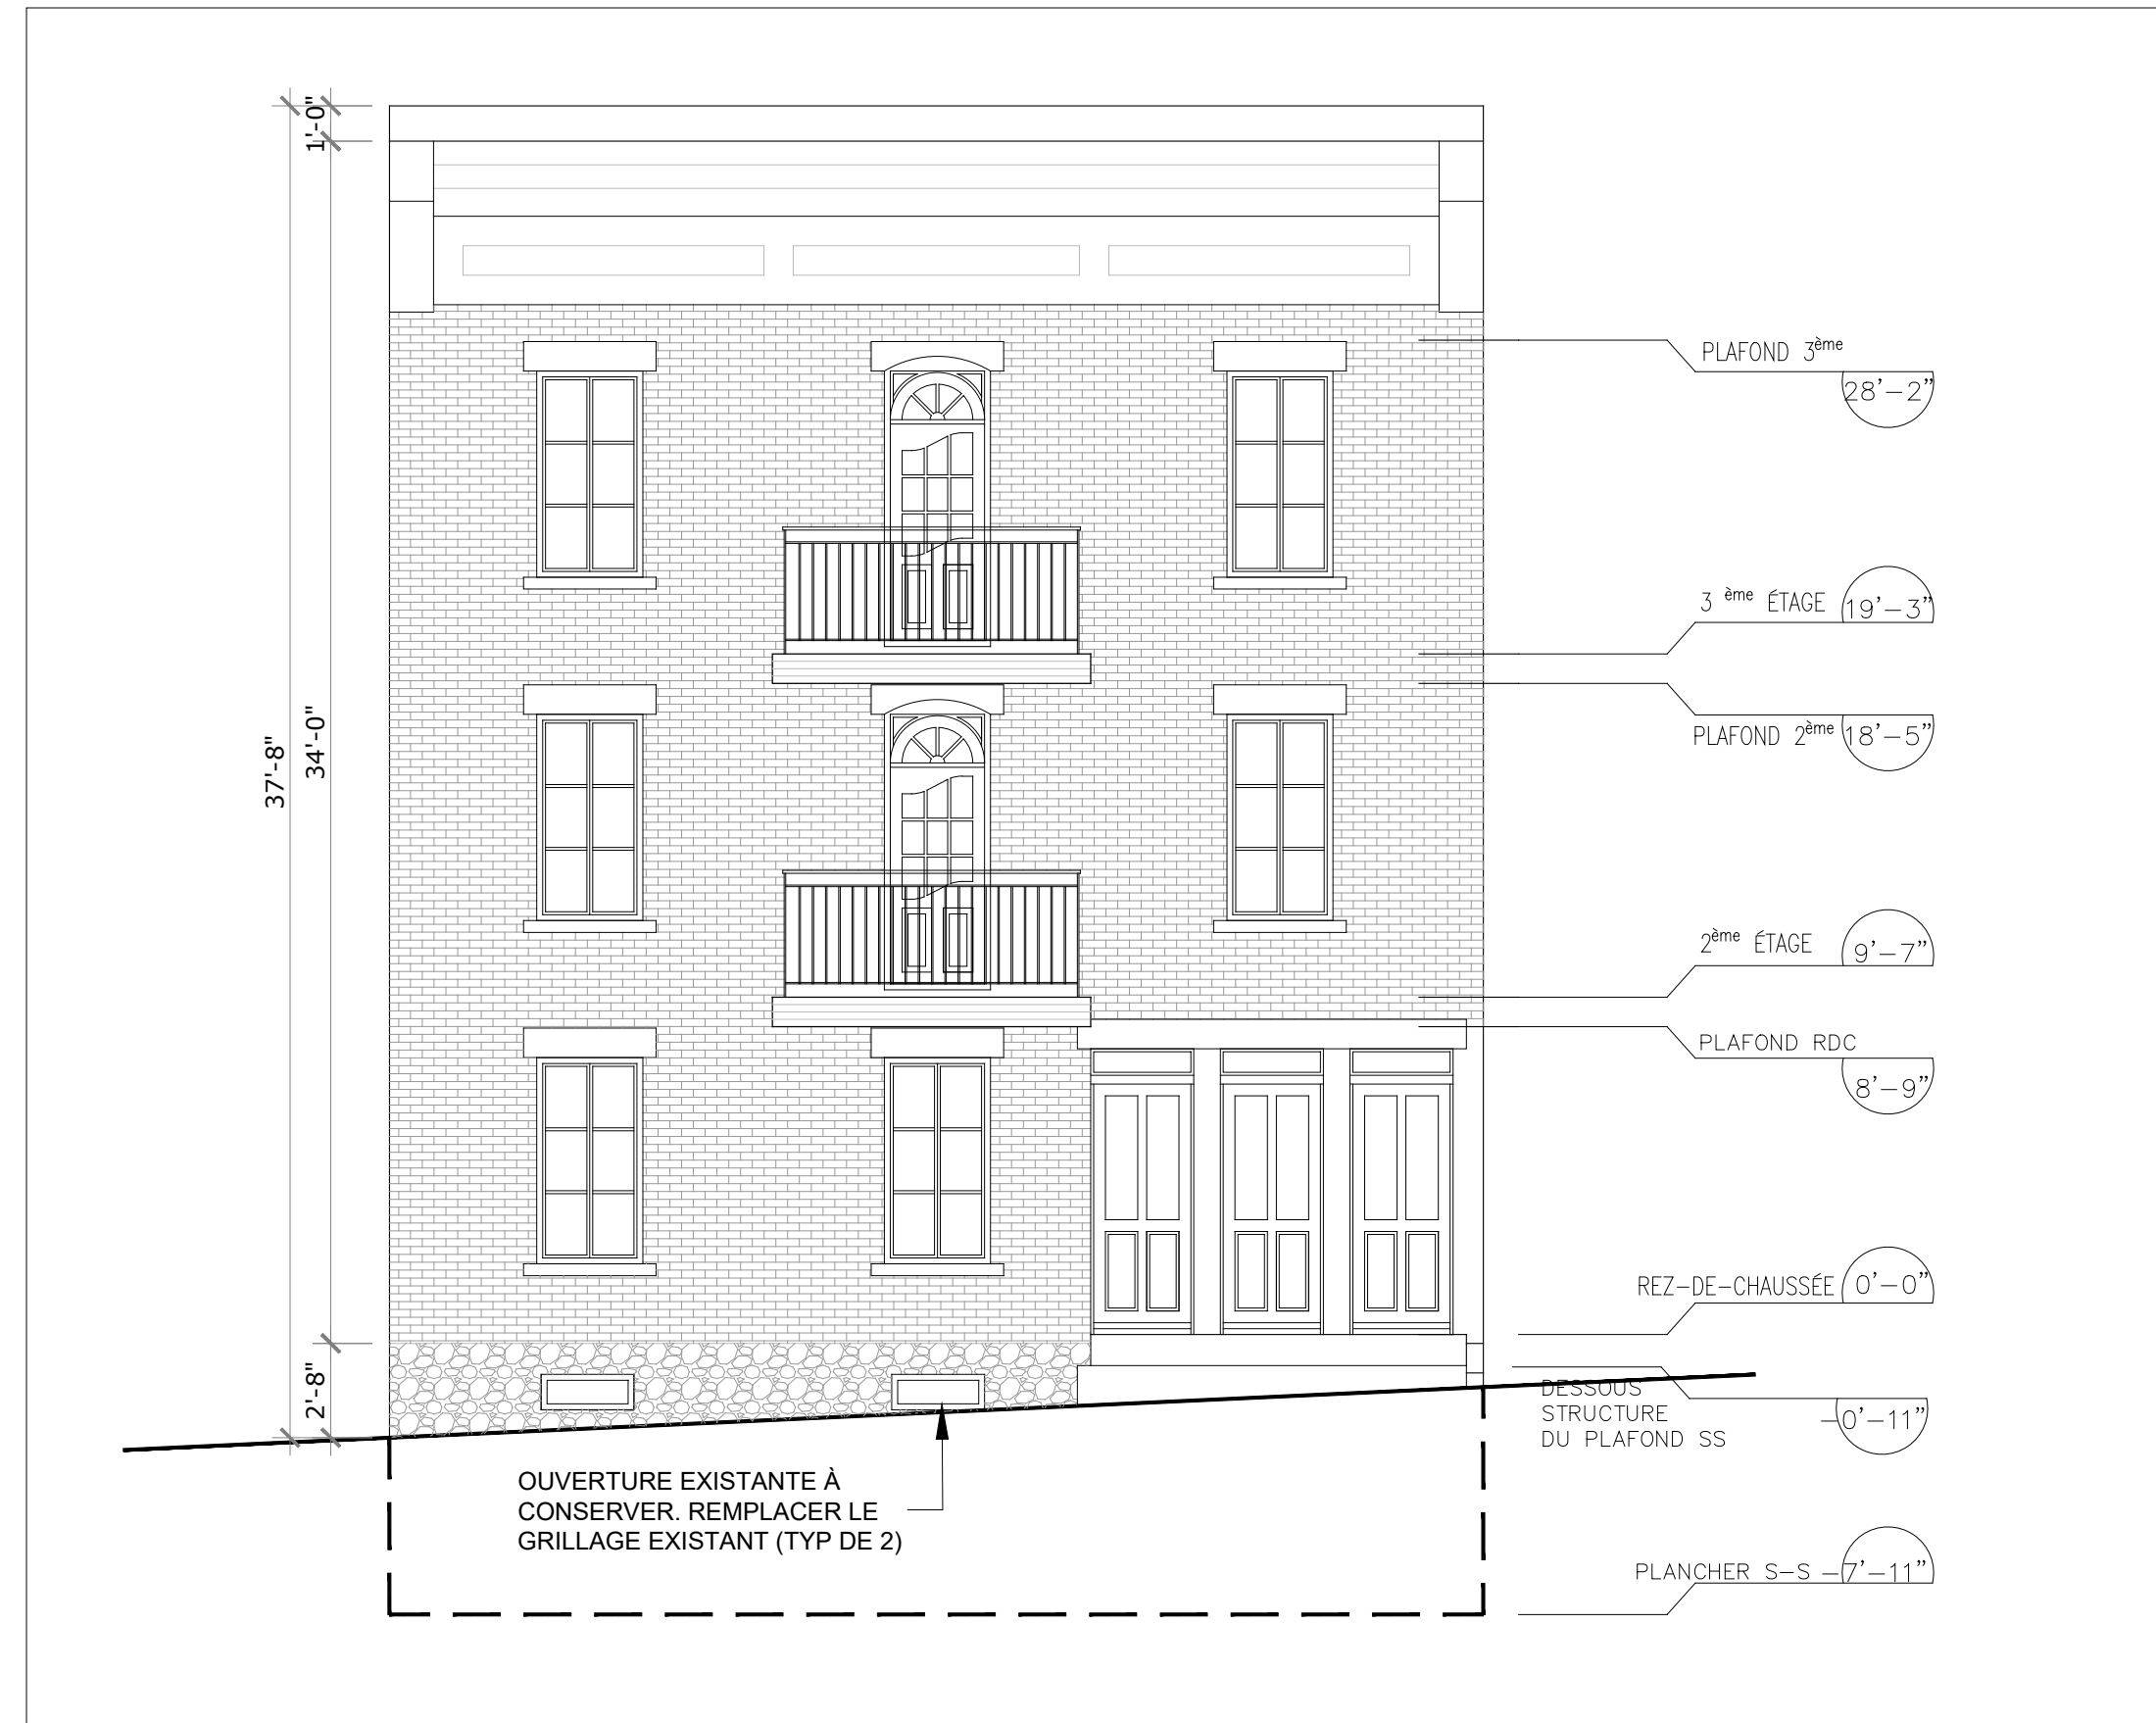 1'-0"
37'-8"
34'-0"
2'-8"
PLAFOND 3ème
28'-2"
3 ème ÉTAGE 19'-3"
PLAFOND 2ème 18'-5"
2ème ÉTAGE 9'-7"
PLAFOND RDC
8'-9"
REZ-DE-CHAUSSÉE 0'-0"
DESSOUS
STRUCTURE
DU PLAFOND SS
-0'-11"
OUVERTURE EXISTANTE À
CONSERVER. REMPLACER LE
GRILLAGE EXISTANT (TYP DE 2)
PLANCHER S-S -7'-11"